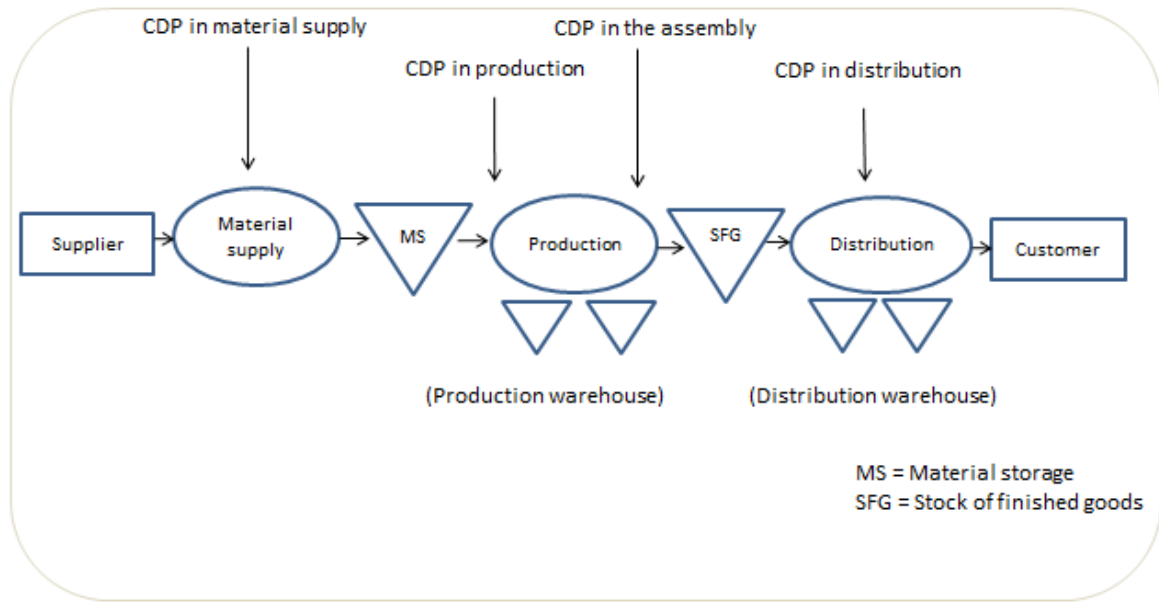 CDP in material supply
CDP in the assembly
CDP in production
CDP in distribution
Supplier
Material
supply
MS
Production
SFG
Distribution
Customer
(Production warehouse)
(Distribution warehouse)
MS = Material storage
SFG = Stock of finished goods